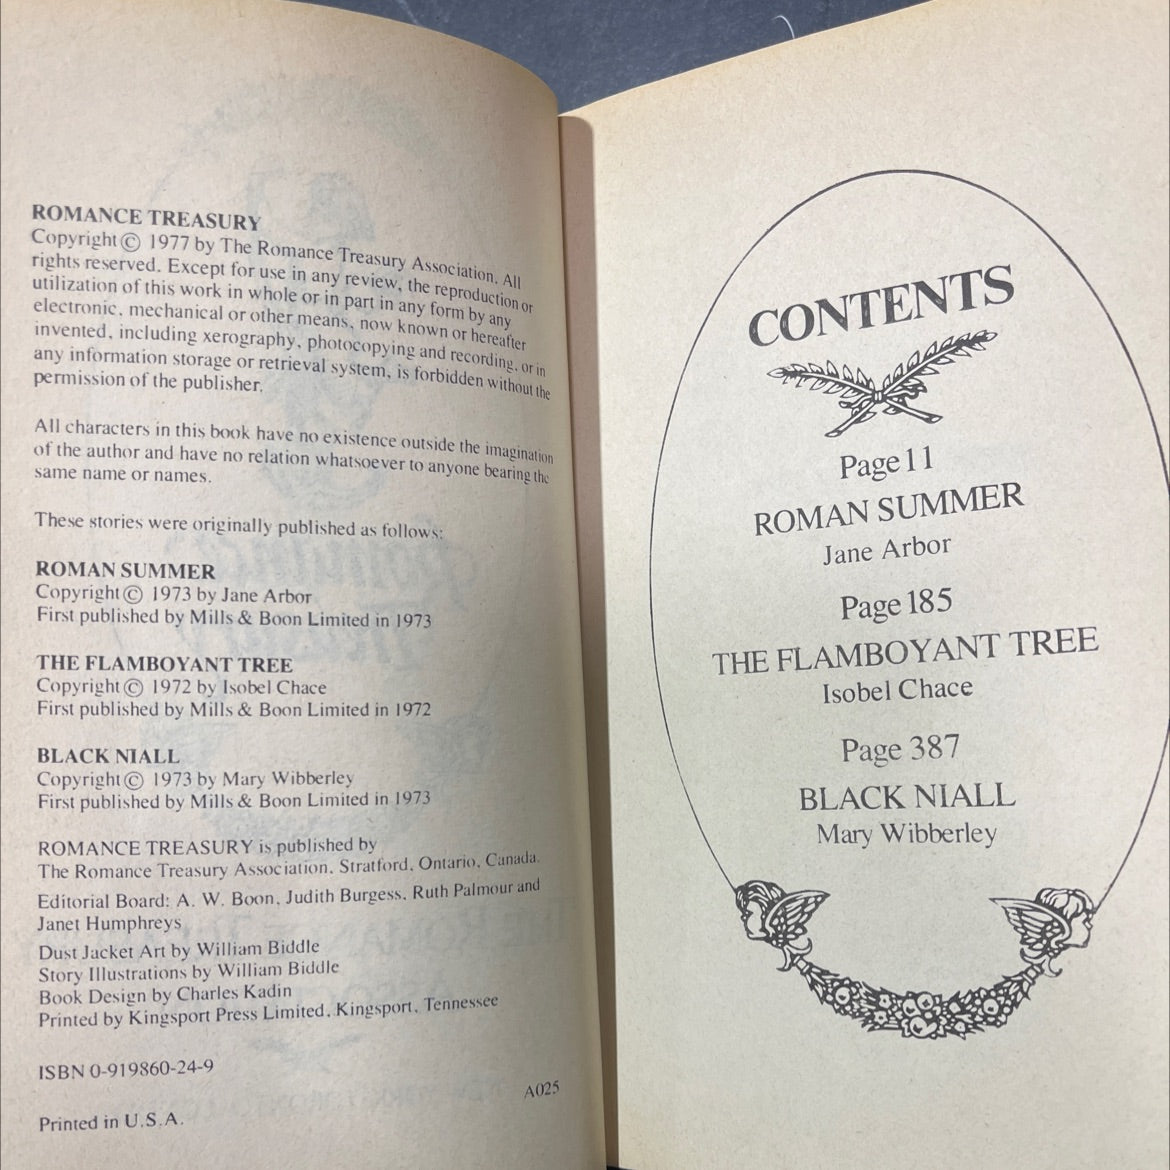 ROMANCE TREASURY
Copyright © 1977 by The Romance Treasury Association. All
rights reserved. Except for use in any review, the reproduction or
utilization of this work in whole or in part in any form by any
electronic, mechanical or other means, now known or hereafter
invented, including xerography, photocopying and recording, or in
any information storage or retrieval system, is forbidden without the
permission of the publisher.
All characters in this book have no existence outside the imagination
of the author and have no relation whatsoever to anyone bearing the
same name or names.
These stories were originally published as follows:
ROMAN SUMMER
Copyright © 1973 by Jane Arbor
First published by Mills & Boon Limited in 1973
THE FLAMBOYANT TREE
Copyright © 1972 by Isobel Chace
First published by Mills & Boon Limited in 1972
BLACK NIALL
Copyright © 1973 by Mary Wibberley
First published by Mills & Boon Limited in 1973
ROMANCE TREASURY is published by
The Romance Treasury Association, Stratford, Ontario, Canada.
Editorial Board: A. W. Boon, Judith Burgess, Ruth Palmour and
Janet Humphreys
Dust Jacket Art by William Biddle
Story Illustrations by William Biddle
Book Design by Charles Kadin
Printed by Kingsport Press Limited, Kingsport, Tennessee
ISBN 0-919860-24-9
A025
Printed in U.S.A.
CONTENTS
Page 11
ROMAN SUMMER
Jane Arbor
Page 185
THE FLAMBOYANT TREE
Isobel Chace
Page 387
BLACK NIALL
Mary Wibberley